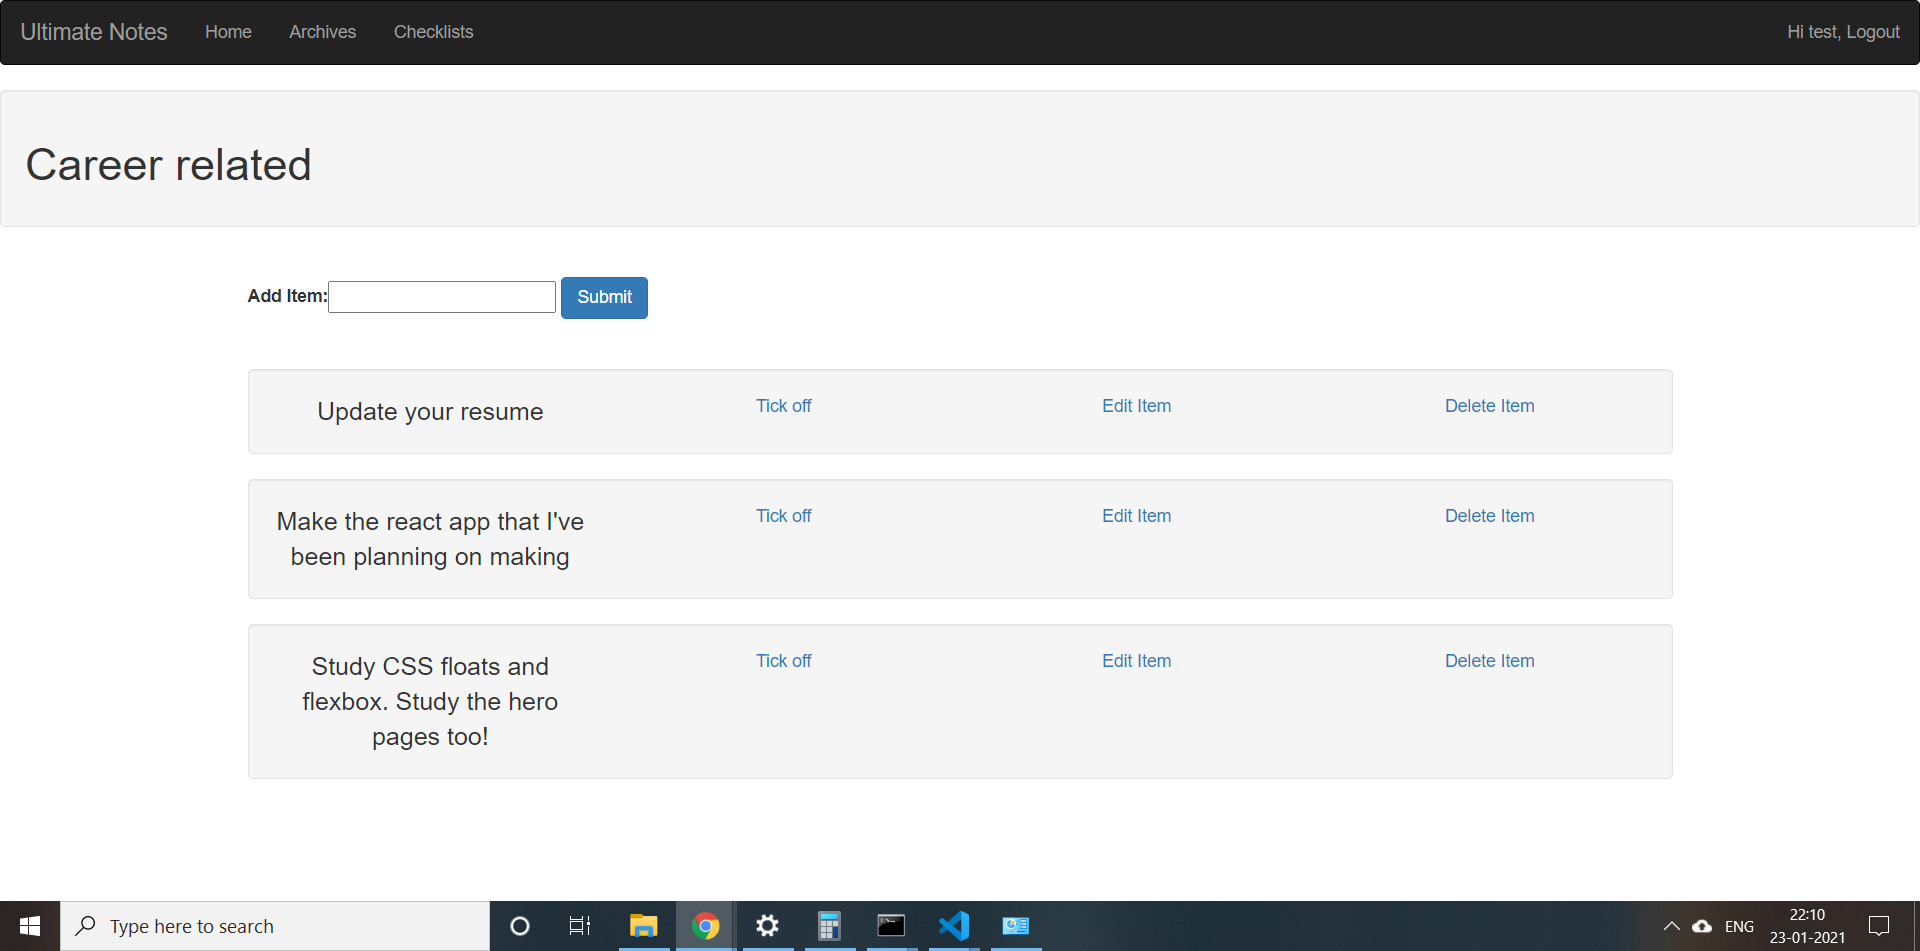 Ultimate Notes Home Archives Checklists Hi test, Logout
Career related
Add Item: Submit
Update your resume Tick off Edit Item Delete Item
Make the react app that I've Tick off Edit Item Delete Item
been planning on making
Study CSS floats and Tick off Edit Item Delete Item
flexbox. Study the hero
pages too!
Type here to search ENG 22:10
23-01-2021